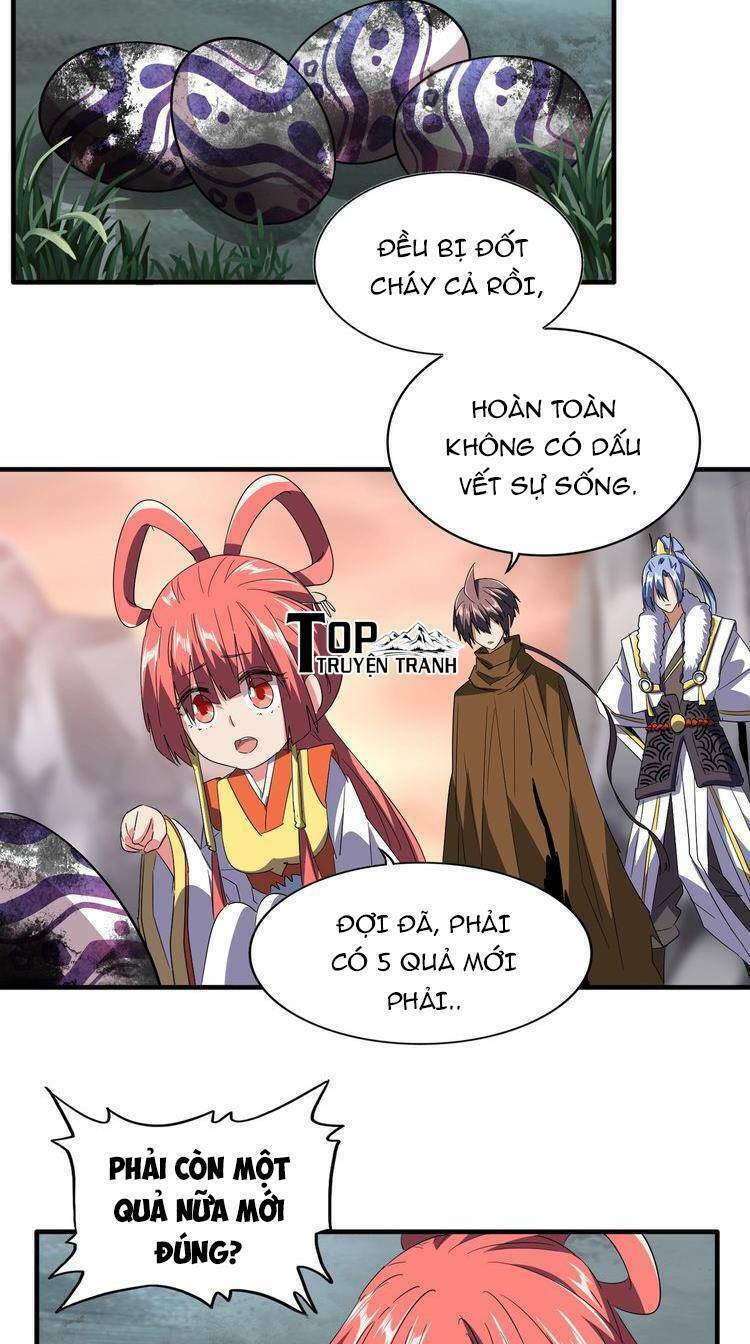 ĐỀU BỊ ĐỐT
CHÁY CẢ RỒI,
HOÀN TOÀN
KHÔNG CÓ DẤU
VẾT SỰ SỐNG.
TOP
TRUYỆN TRANH
ĐỢI ĐÃ, PHẢI
CÓ 5 QUẢ MỚI
PHẢI..
PHẢI CÒN MỘT
QUẢ NỮA MỚI
ĐÚNG?